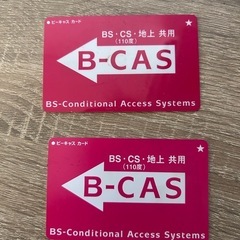 ●ビーキャス カード ★
BS・CS・地上 共用
(110度)
B-CAS
BS-Conditional Access Systems
●ビーキャス カード ★
BS・CS・地上 共用
(110度)
B-CAS
BS-Conditional Access Systems